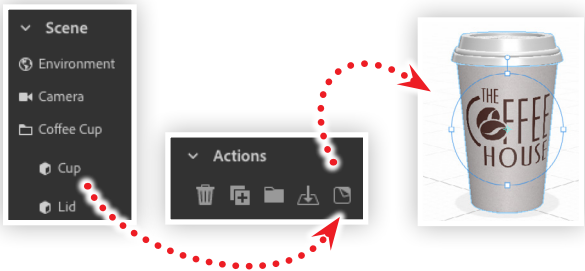 Scene
Environment
Camera
Coffee Cup
Cup
Lid
Actions
THE
COFFEE
HOUSE